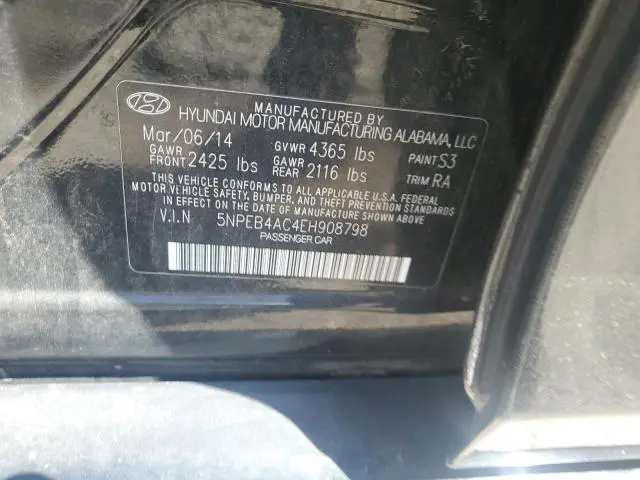 MANUFACTURED BY
HYUNDAI MOTOR MANUFACTURING ALABAMA, LLC
Mar/06/14 GVWR 4365 lbs PAINT S3
GAWR FRONT 2425 lbs GAWR REAR 2116 lbs TRIM RA
THIS VEHICLE CONFORMS TO ALL APPLICABLE U.S.A. FEDERAL
MOTOR VEHICLE SAFETY, BUMPER, AND THEFT PREVENTION STANDARDS
IN EFFECT ON THE DATE OF MANUFACTURE SHOWN ABOVE.
V.I.N 5NPEB4AC4EH908798
PASSENGER CAR